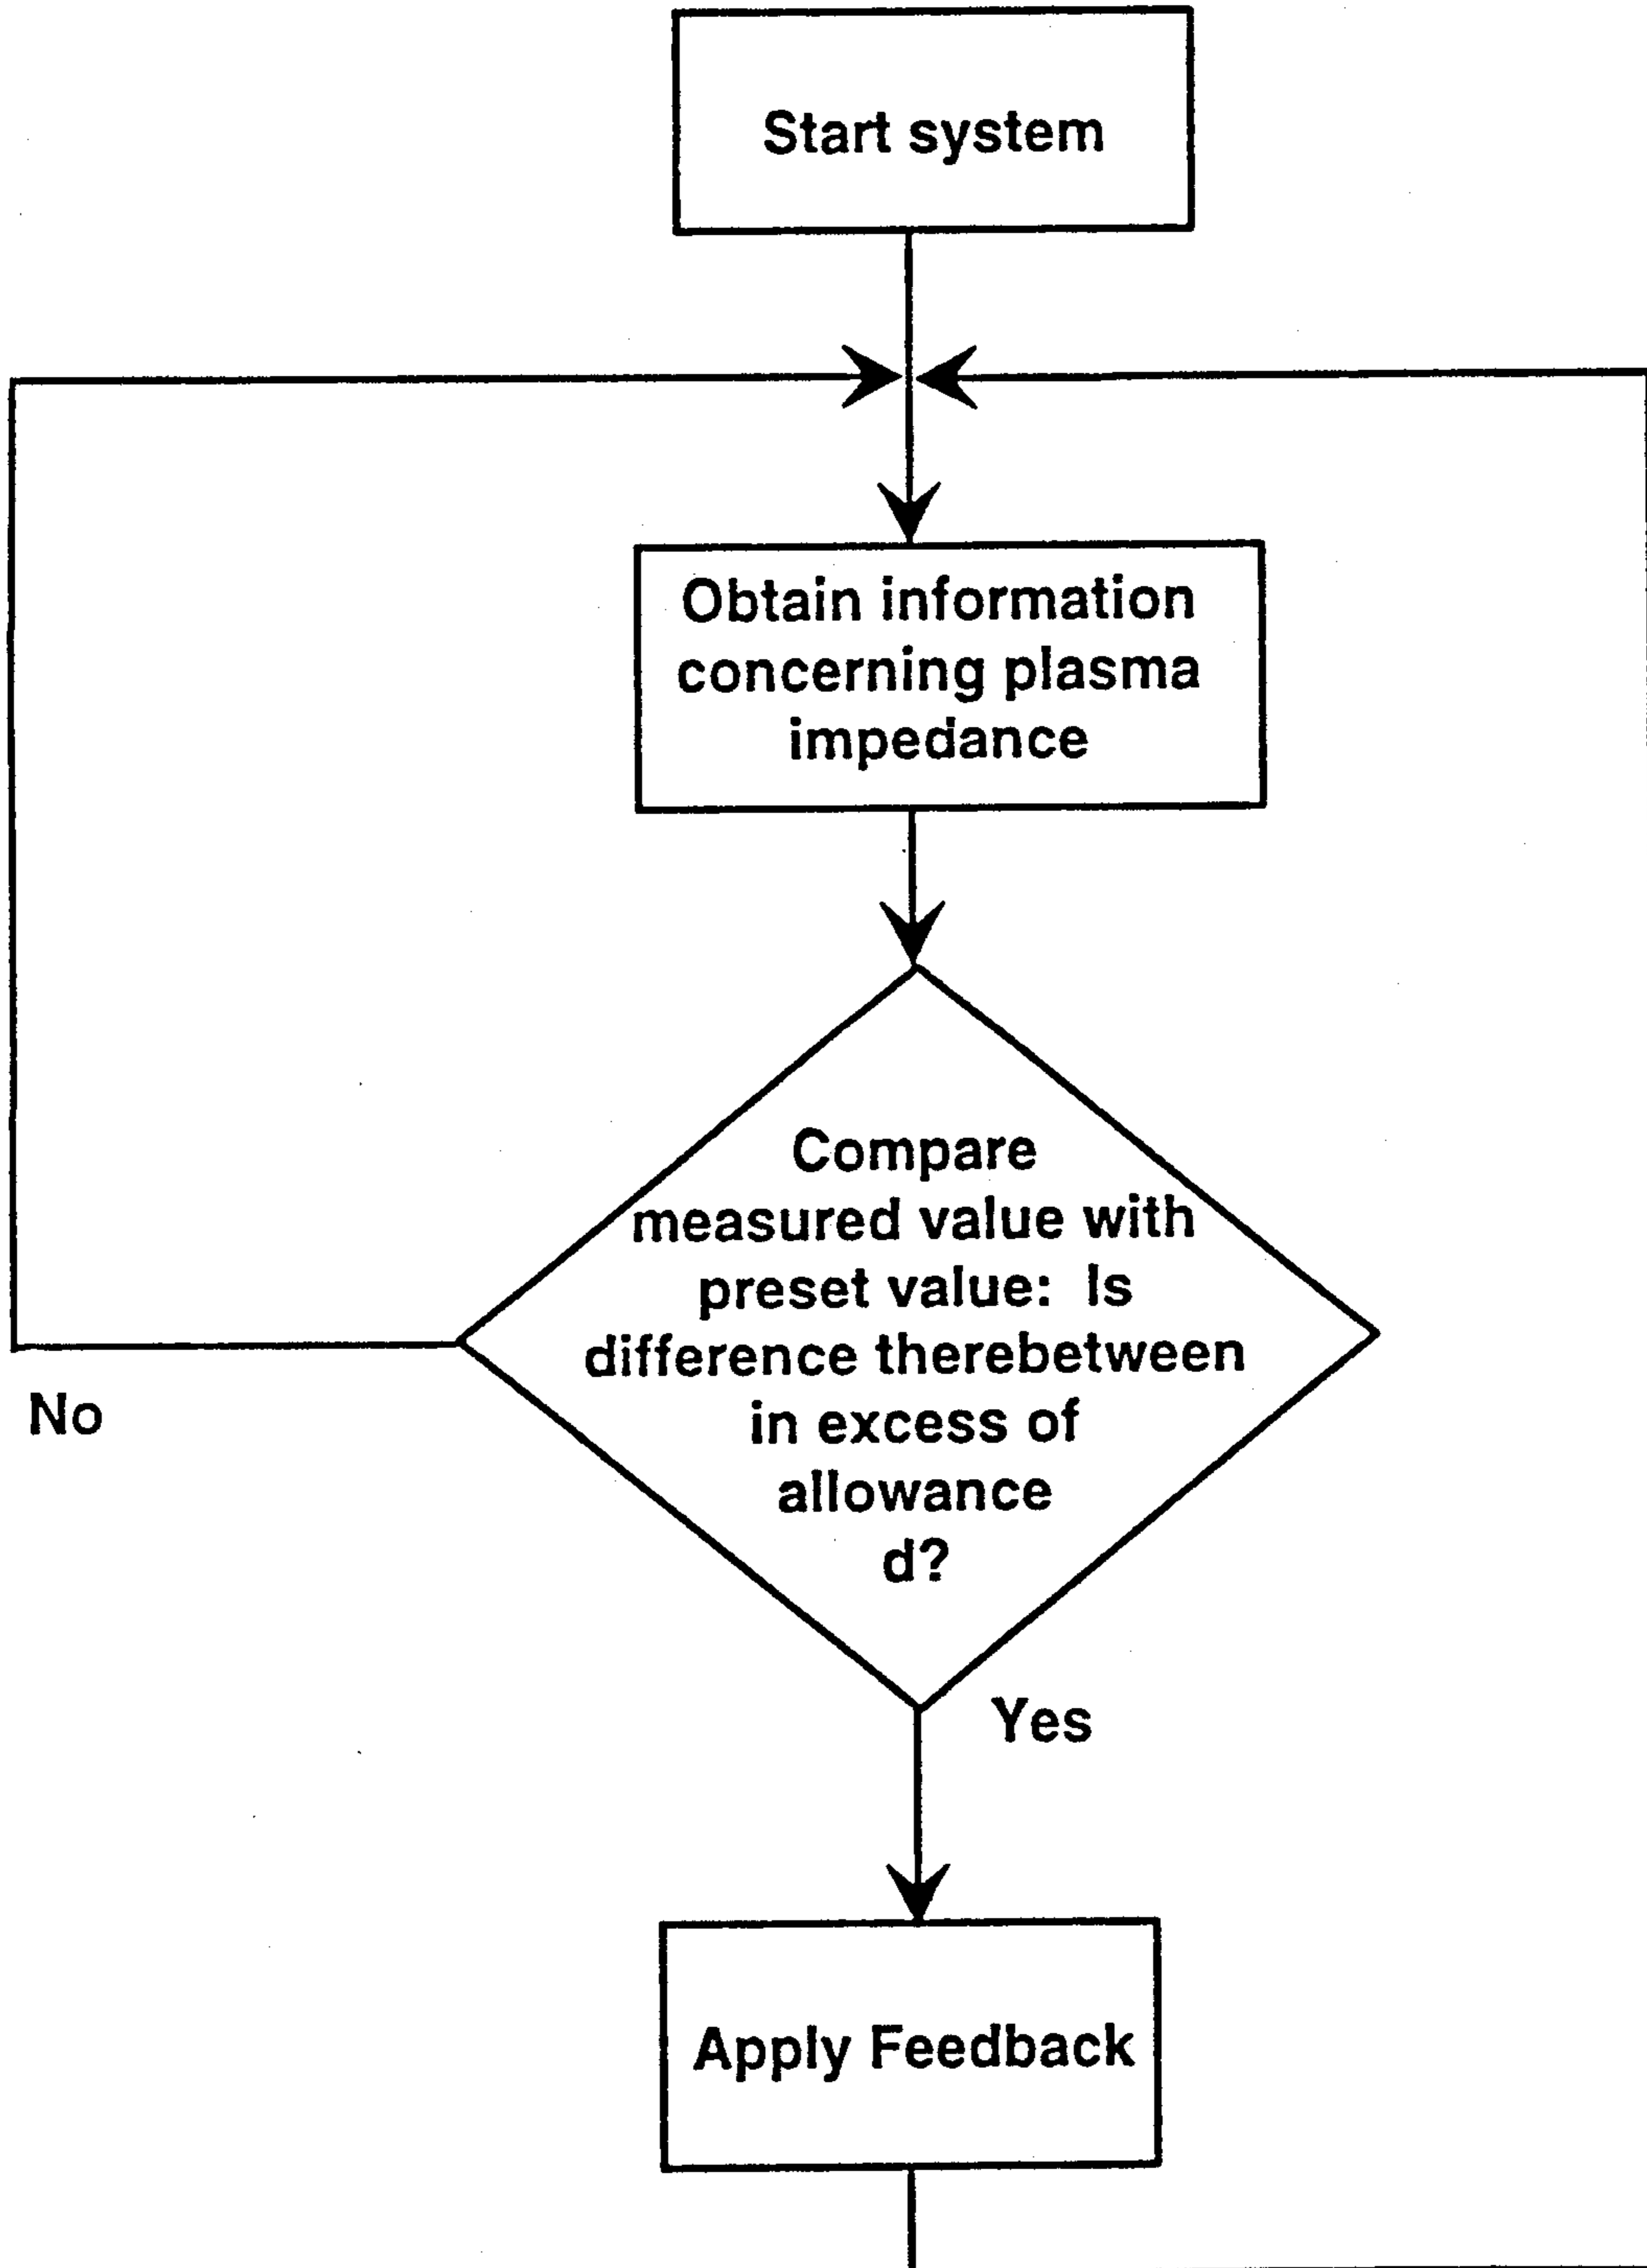 Start system
Obtain information
concerning plasma
impedance
Compare
measured value with
preset value: Is
difference therebetween
in excess of
allowance
d?
No
Yes
Apply Feedback